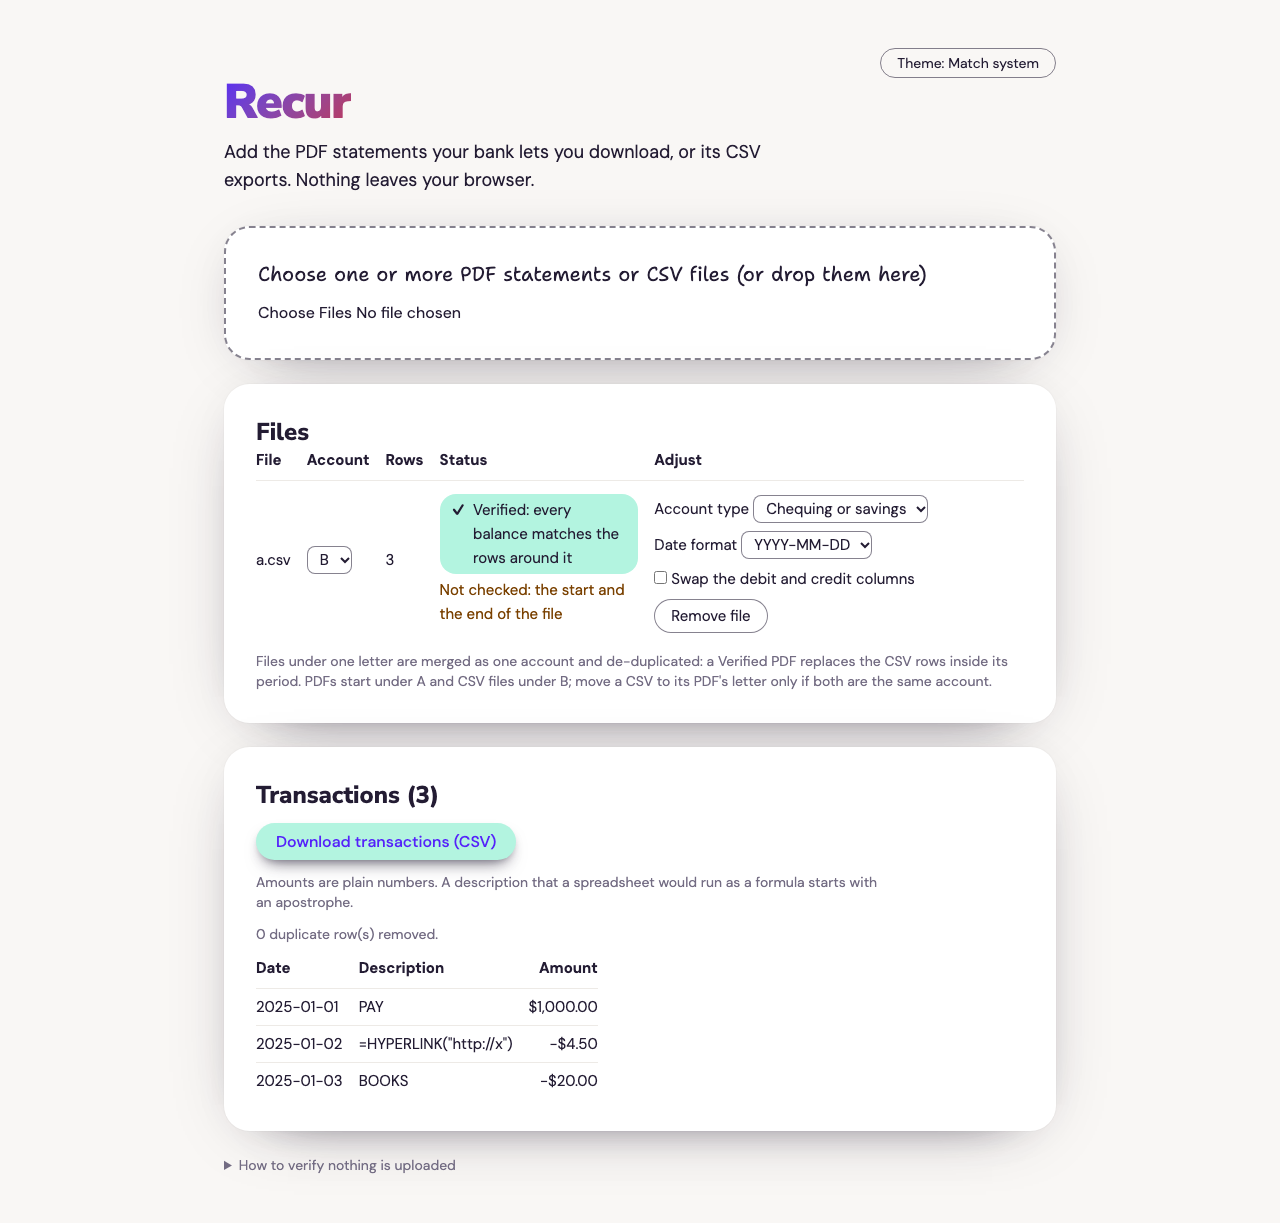 Theme: Match system
Recur
Add the PDF statements your bank lets you download, or its CSV
exports. Nothing leaves your browser.
Choose one or more PDF statements or CSV files (or drop them here)
Choose Files No file chosen
Files
File Account Rows Status Adjust
a.csv B 3
✓ Verified: every
balance matches the
rows around it
Not checked: the start and
the end of the file
Account type Chequing or savings
Date format YYYY-MM-DD
Swap the debit and credit columns
Remove file
Files under one letter are merged as one account and de-duplicated: a Verified PDF replaces the CSV rows inside its
period. PDFs start under A and CSV files under B; move a CSV to its PDF's letter only if both are the same account.
Transactions (3)
Download transactions (CSV)
Amounts are plain numbers. A description that a spreadsheet would run as a formula starts with
an apostrophe.
0 duplicate row(s) removed.
Date Description Amount
2025-01-01 PAY $1,000.00
2025-01-02 =HYPERLINK("http://x") -$4.50
2025-01-03 BOOKS -$20.00
How to verify nothing is uploaded